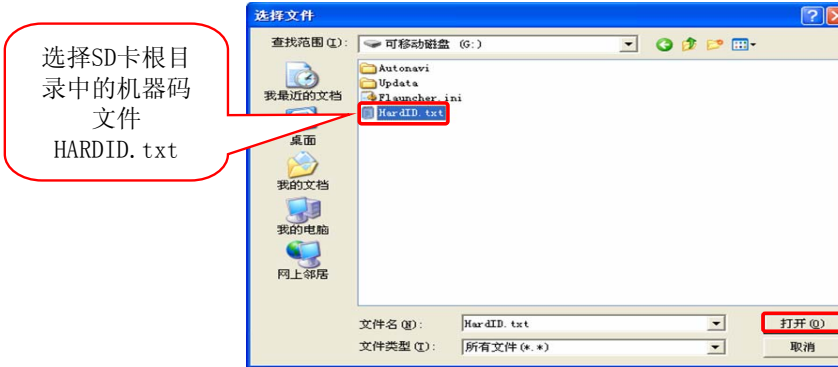 选择SD卡根目
录中的机器码
文件
HARDID.txt
选择文件
查找范围(I):
可移动磁盘 (G:)
Autonavi
Updata
Flauncher.ini
HardID.txt
我最近的文档
桌面
我的文档
我的电脑
网上邻居
文件名(N):
HardID.txt
打开(O)
文件类型(T):
所有文件(*.*)
取消